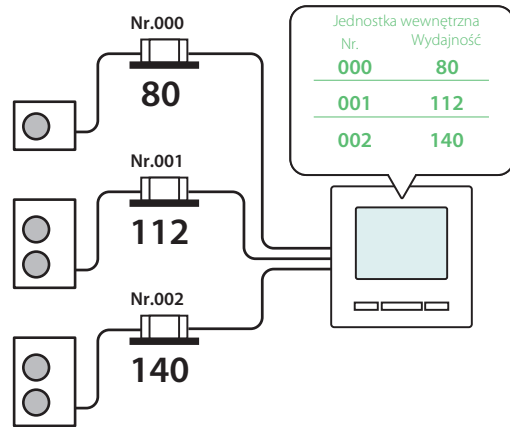 Nr.000
80
Nr.001
112
Nr.002
140
Jednostka wewnętrzna
Nr. Wydajność
000 80
001 112
002 140